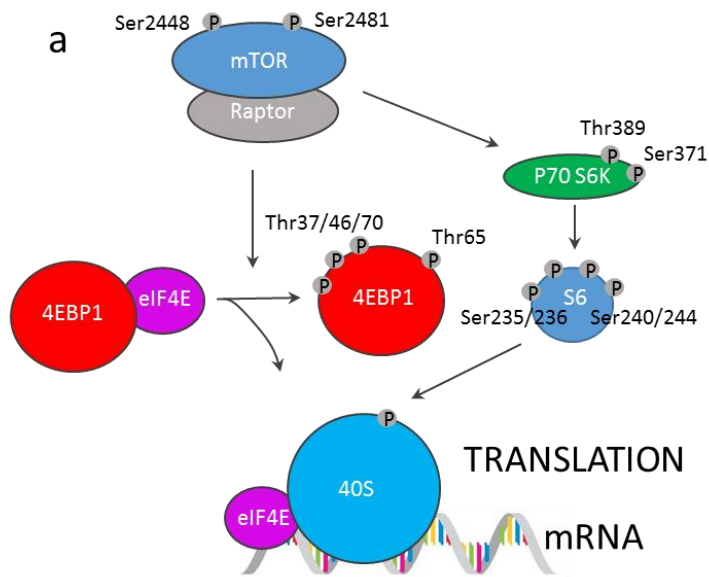 a
Ser2448 P P Ser2481
mTOR
Raptor
Thr389
P Ser371
P70 S6K P
Thr37/46/70
P P P
Thr65
P
4EBP1 eIF4E
4EBP1
P P P P
S6
Ser235/236 Ser240/244
P
40S
eIF4E
TRANSLATION
mRNA